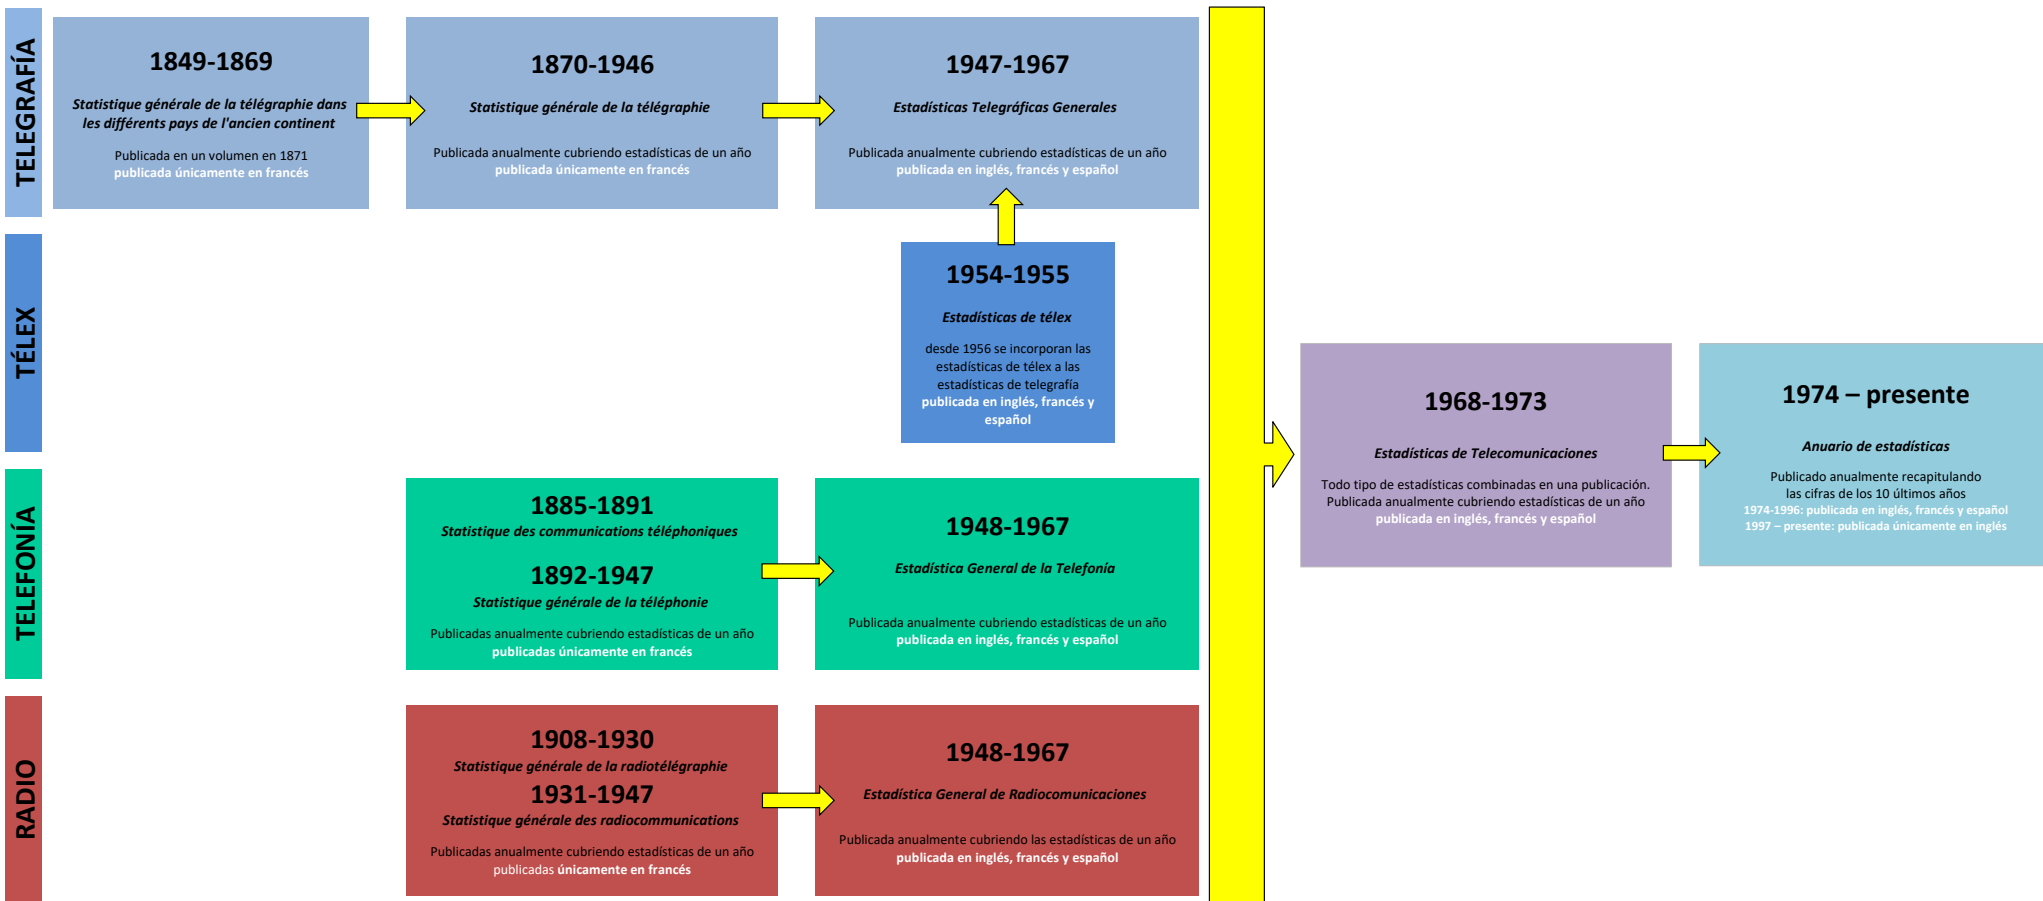 TELEGRAFÍA
1849-1869
Statistique générale de la télégraphie dans
les différents pays de l'ancien continent
Publicada en un volumen en 1871
publicada únicamente en francés
1870-1946
Statistique générale de la télégraphie
Publicada anualmente cubriendo estadísticas de un año
publicada únicamente en francés
1947-1967
Estadísticas Telegráficas Generales
Publicada anualmente cubriendo estadísticas de un año
publicada en inglés, francés y español
TÉLEX
1954-1955
Estadísticas de télex
desde 1956 se incorporan las
estadísticas de télex a las
estadísticas de telegrafía
publicada en inglés, francés y
español
TELEFONÍA
1885-1891
Statistique des communications téléphoniques
1892-1947
Statistique générale de la téléphonie
Publicadas anualmente cubriendo estadísticas de un año
publicadas únicamente en francés
1948-1967
Estadística General de la Telefonía
Publicada anualmente cubriendo estadísticas de un año
publicada en inglés, francés y español
RADIO
1908-1930
Statistique générale de la radiotélégraphie
1931-1947
Statistique générale des radiocommunications
Publicadas anualmente cubriendo estadísticas de un año
publicadas únicamente en francés
1948-1967
Estadística General de Radiocomunicaciones
Publicada anualmente cubriendo las estadísticas de un año
publicada en inglés, francés y español
1968-1973
Estadísticas de Telecomunicaciones
Todo tipo de estadísticas combinadas en una publicación.
Publicada anualmente cubriendo estadísticas de un año
publicada en inglés, francés y español
1974 – presente
Anuario de estadísticas
Publicado anualmente recapitulando
las cifras de los 10 últimos años
1974-1996: publicada en inglés, francés y español
1997 – presente: publicada únicamente en inglés